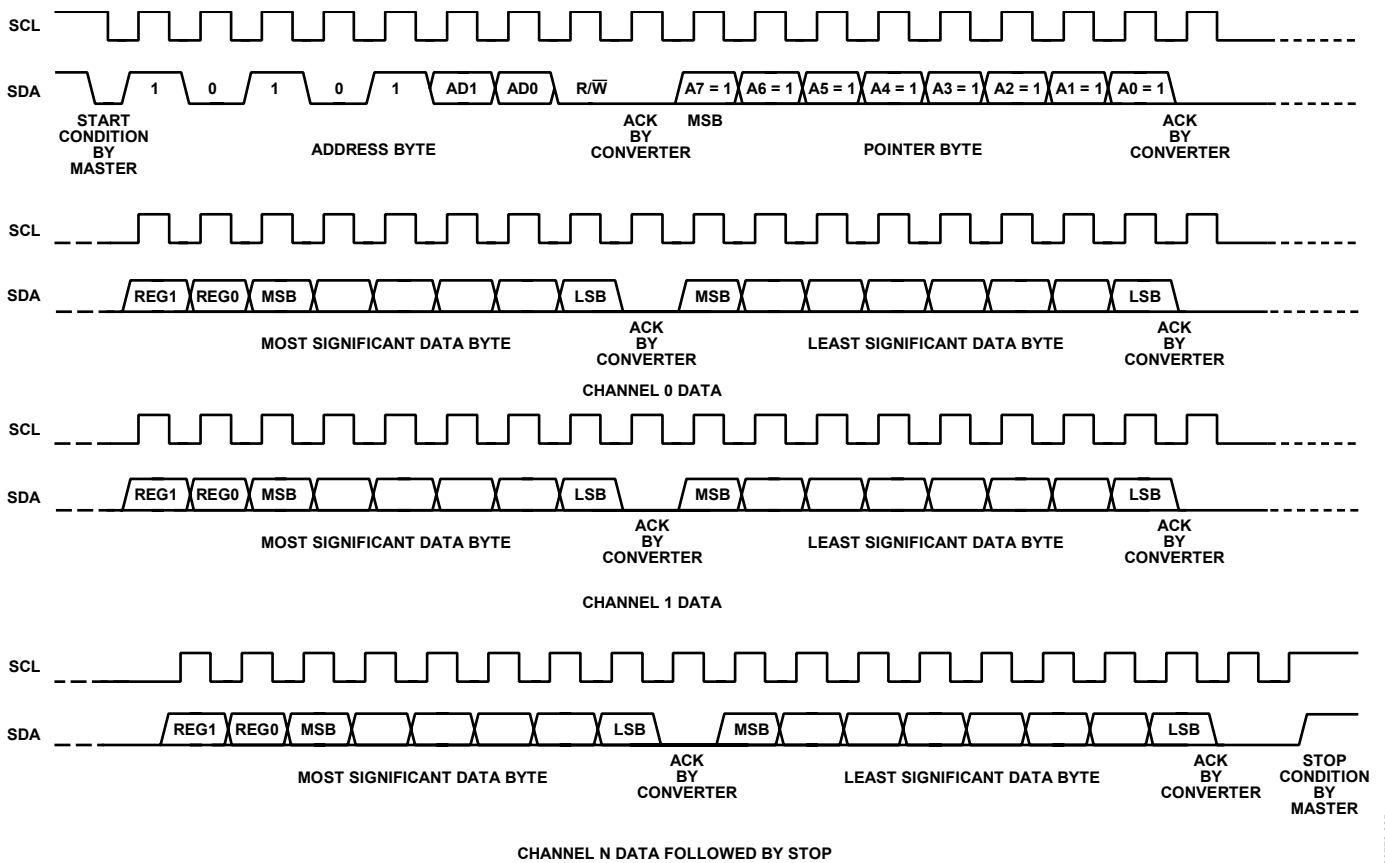 SCL
SDA
1 0 1 0 1 AD1 AD0 R/W̅ A7 = 1 A6 = 1 A5 = 1 A4 = 1 A3 = 1 A2 = 1 A1 = 1 A0 = 1
START CONDITION BY MASTER
ADDRESS BYTE
ACK BY CONVERTER
MSB
POINTER BYTE
ACK BY CONVERTER
SCL
SDA
REG1 REG0 MSB LSB MSB LSB
MOST SIGNIFICANT DATA BYTE
ACK BY CONVERTER
LEAST SIGNIFICANT DATA BYTE
ACK BY CONVERTER
CHANNEL 0 DATA
SCL
SDA
REG1 REG0 MSB LSB MSB LSB
MOST SIGNIFICANT DATA BYTE
ACK BY CONVERTER
LEAST SIGNIFICANT DATA BYTE
ACK BY CONVERTER
CHANNEL 1 DATA
SCL
SDA
REG1 REG0 MSB LSB MSB LSB
MOST SIGNIFICANT DATA BYTE
ACK BY CONVERTER
LEAST SIGNIFICANT DATA BYTE
ACK BY CONVERTER
STOP CONDITION BY MASTER
CHANNEL N DATA FOLLOWED BY STOP